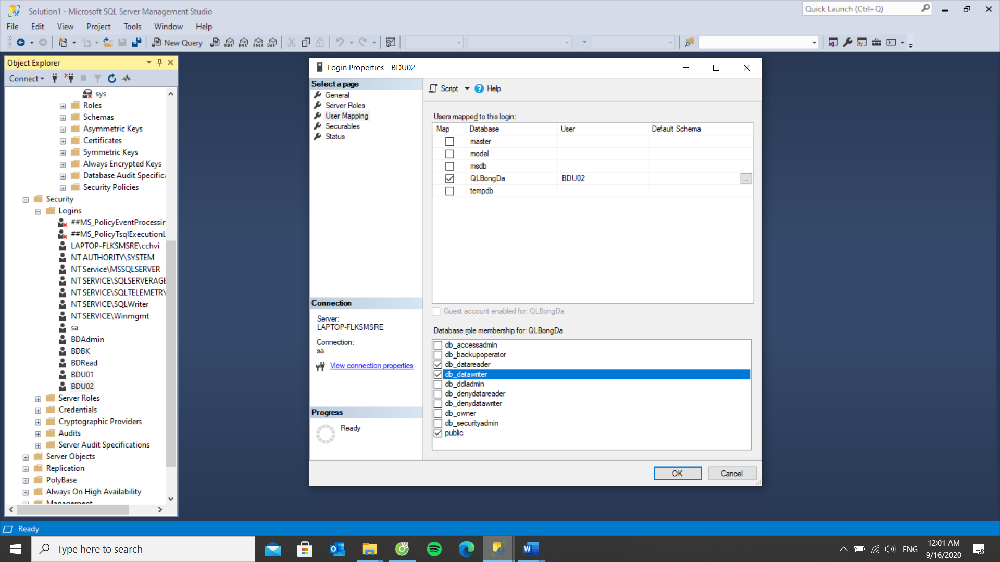 Solution1 - Microsoft SQL Server Management Studio
Quick Launch (Ctrl+Q)
File Edit View Project Tools Window Help
New Query MDX DMX XMLA DAX
Object Explorer
Connect
sys
Roles
Schemas
Asymmetric Keys
Certificates
Symmetric Keys
Always Encrypted Keys
Database Audit Specific
Security Policies
Security
Logins
##MS_PolicyEventProcessin
##MS_PolicyTsqlExecutionL
LAPTOP-FLKSMSRE\cchvi
NT AUTHORITY\SYSTEM
NT Service\MSSQLSERVER
NT SERVICE\SQLSERVERAGE
NT SERVICE\SQLTELEMETRY
NT SERVICE\SQLWriter
NT SERVICE\Winmgmt
sa
BDAdmin
BDBK
BDRead
BDU01
BDU02
Server Roles
Credentials
Cryptographic Providers
Audits
Server Audit Specifications
Server Objects
Replication
PolyBase
Always On High Availability
Management
Login Properties - BDU02
Select a page
General
Server Roles
User Mapping
Securables
Status
Connection
Server:
LAPTOP-FLKSMSRE
Connection:
sa
View connection properties
Progress
Ready
Script Help
Users mapped to this login:
Map Database User Default Schema
master
model
msdb
QLBongDa BDU02 ...
tempdb
Guest account enabled for: QLBongDa
Database role membership for: QLBongDa
db_accessadmin
db_backupoperator
db_datareader
db_datawriter
db_ddladmin
db_denydatareader
db_denydatawriter
db_owner
db_securityadmin
public
OK Cancel
Ready
Type here to search
ENG
12:01 AM
9/16/2020